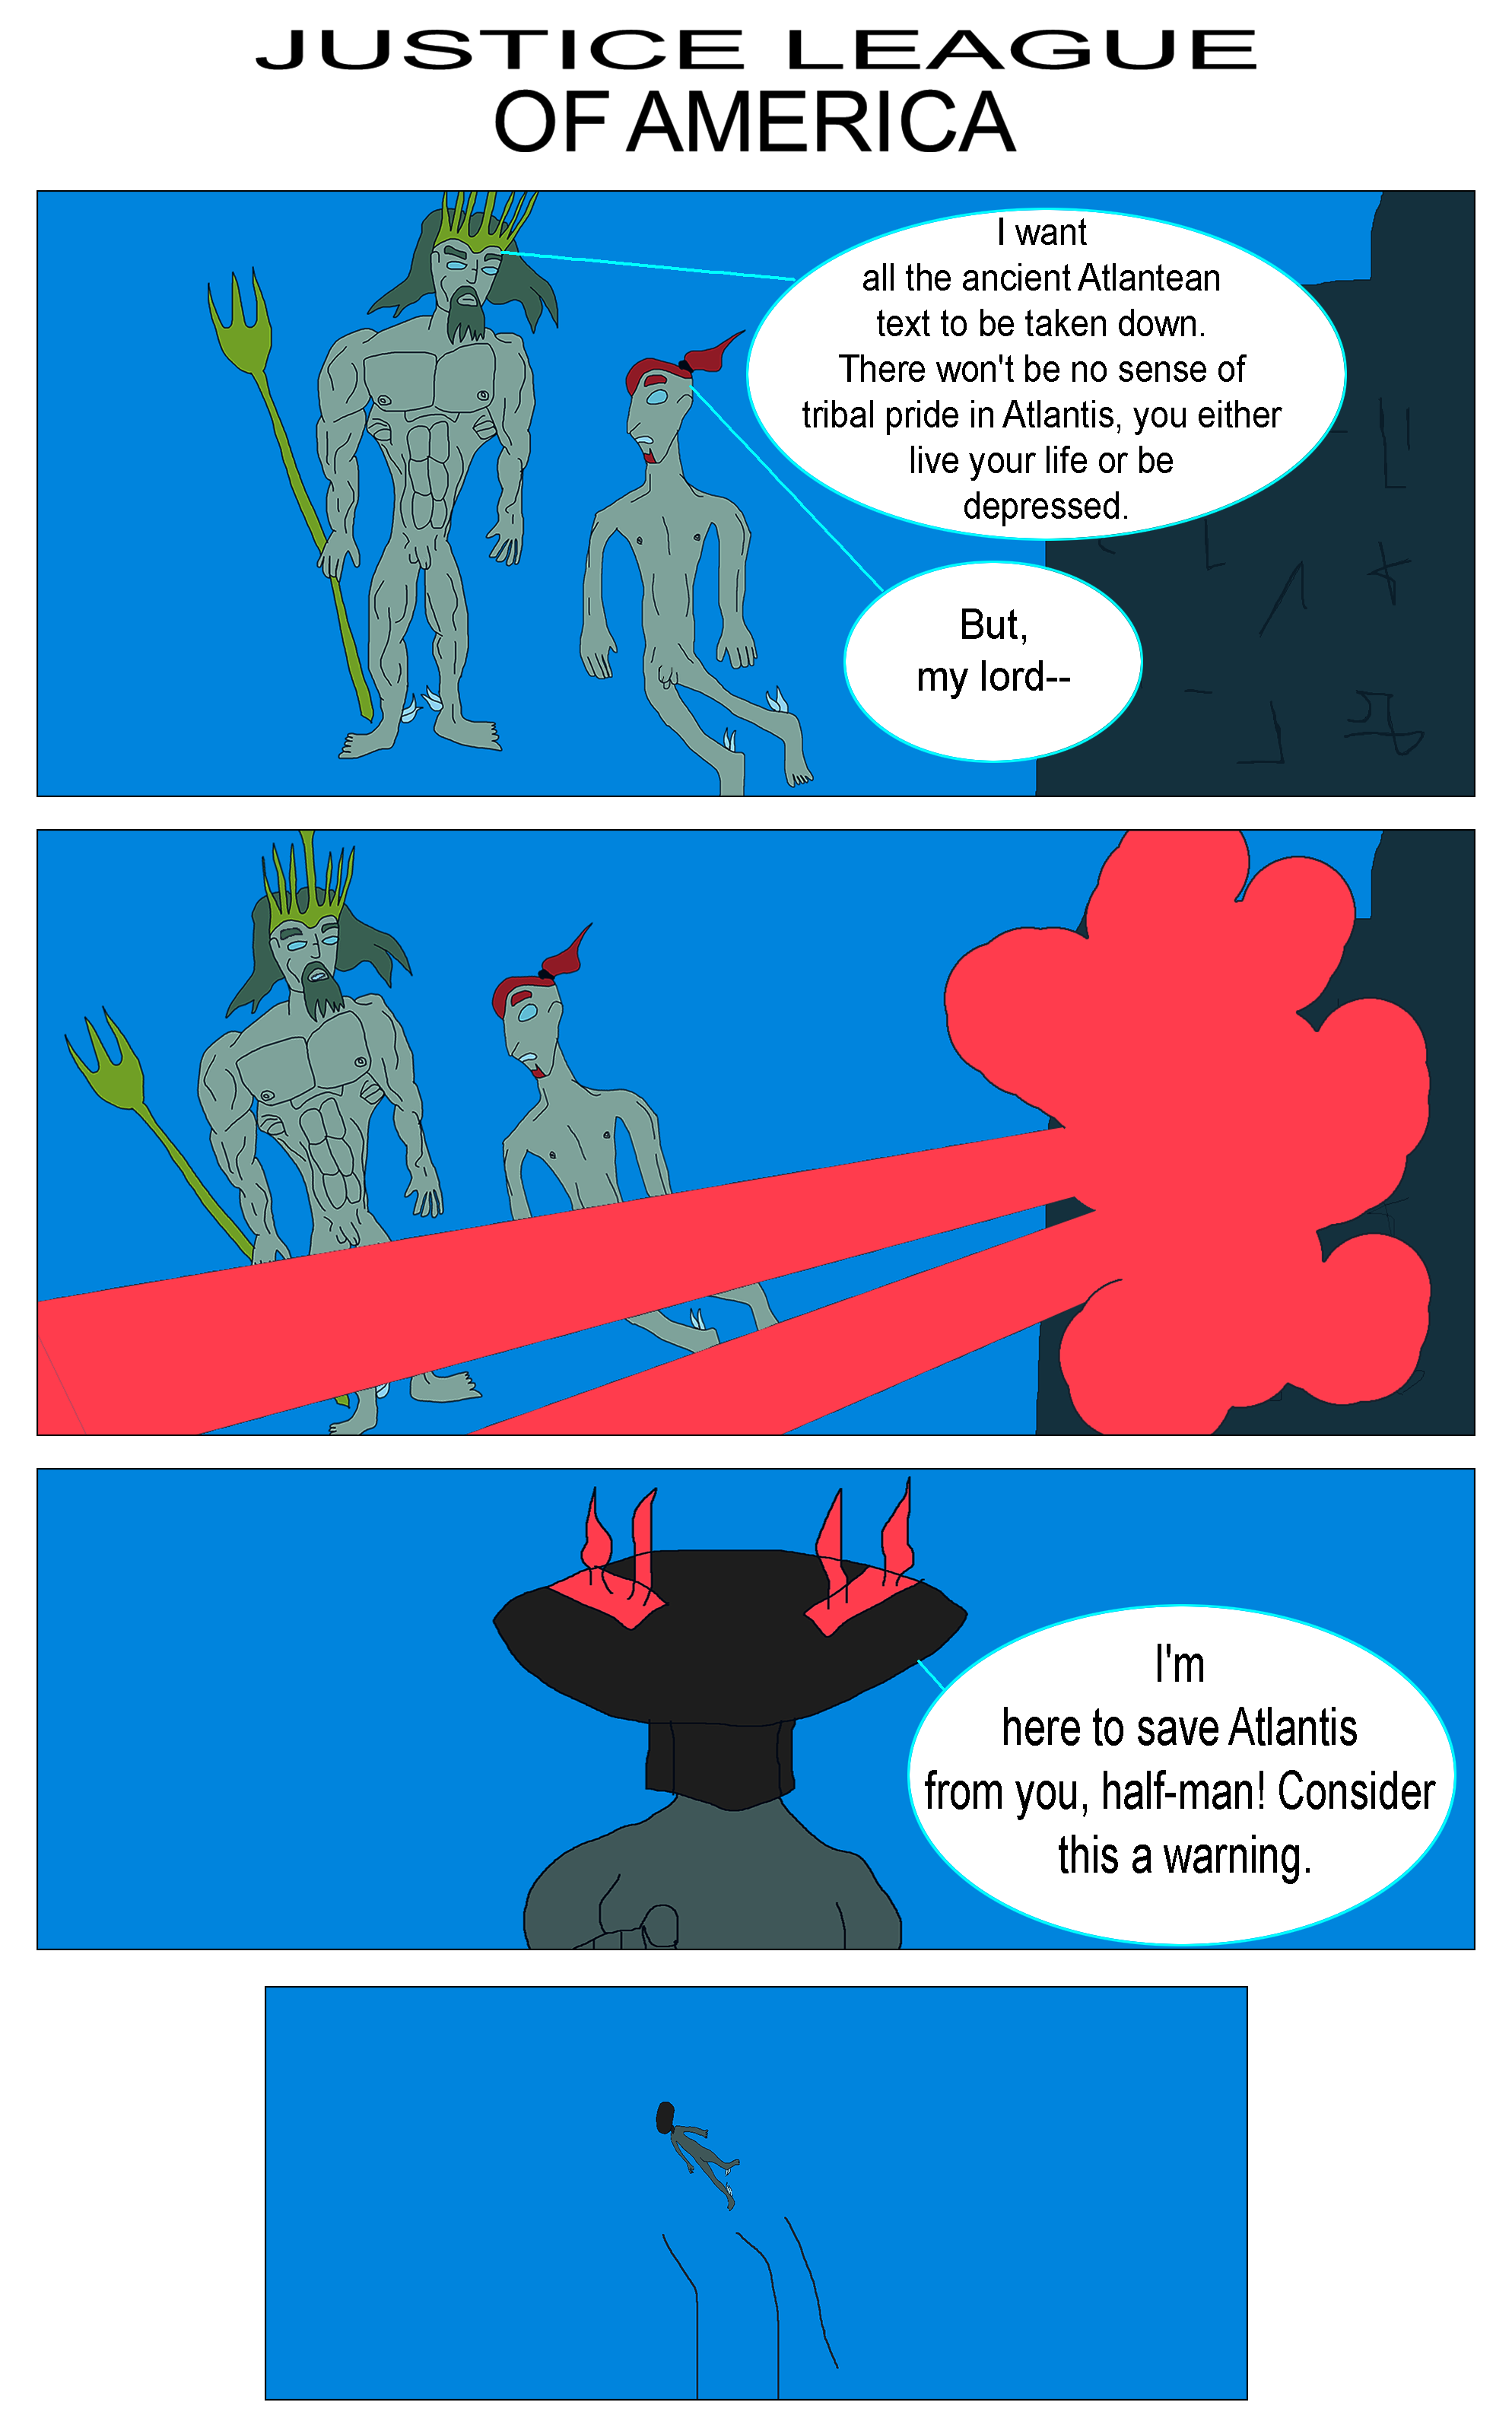 JUSTICE LEAGUE
OF AMERICA
I want
all the ancient Atlantean
text to be taken down.
There won't be no sense of
tribal pride in Atlantis, you either
live your life or be
depressed.
But,
my lord--
I'm
here to save Atlantis
from you, half-man! Consider
this a warning.